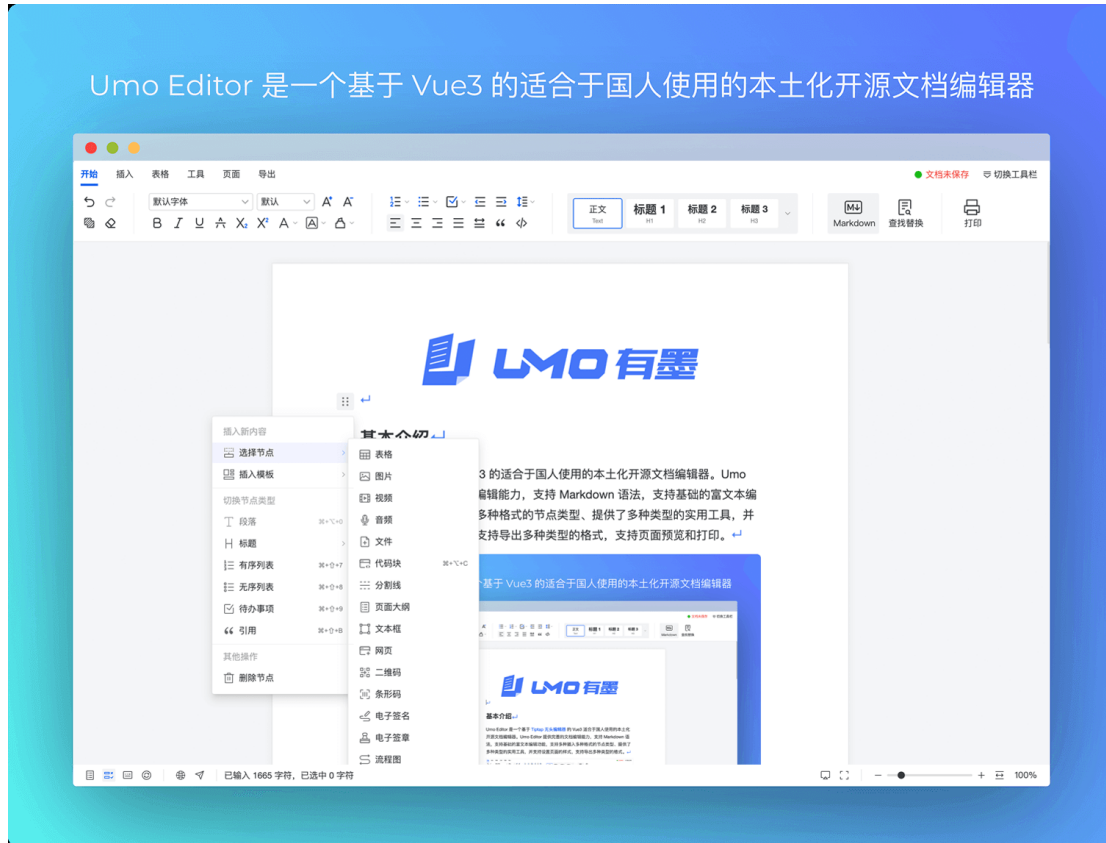 Umo Editor 是一个基于 Vue3 的适合于国人使用的本土化开源文档编辑器
开始 插入 表格 工具 页面 导出
文档未保存 切换工具栏
默认字体 默认
正文 标题 1 标题 2 标题 3
Text H1 H2 H3
Markdown 查找替换 打印
UMO 有墨
基本介绍
3 的适合于国人使用的本土化开源文档编辑器。Umo
编辑能力，支持 Markdown 语法，支持基础的富文本编
多种格式的节点类型、提供了多种类型的实用工具，并
支持导出多种类型的格式，支持页面预览和打印。
插入新内容
选择节点
插入模板
切换节点类型
段落 ⌘+⌥+0
标题
有序列表 ⌘+⇧+7
无序列表 ⌘+⇧+8
待办事项 ⌘+⇧+9
引用 ⌘+⇧+B
其他操作
删除节点
表格
图片
视频
音频
文件
代码块 ⌘+⌥+C
分割线
页面大纲
文本框
网页
二维码
条形码
电子签名
电子签章
流程图
基于 Vue3 的适合于国人使用的本土化开源文档编辑器
UMO 有墨
基本介绍
已输入 1665 字符，已选中 0 字符
100%